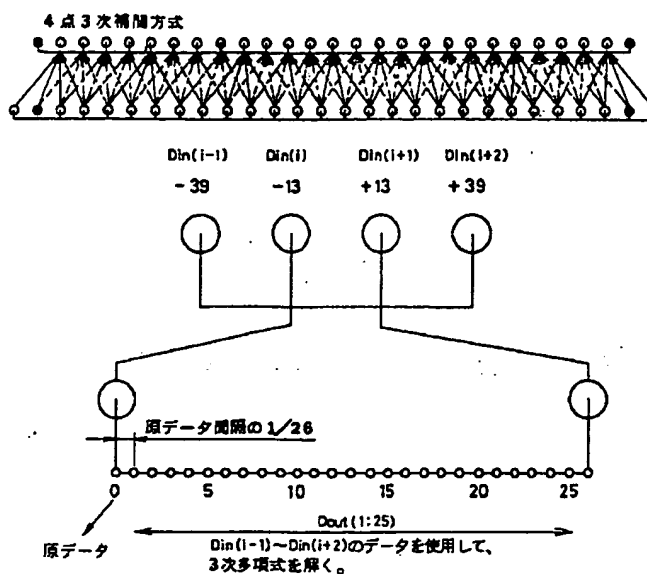 4点3次補間方式
Din(i-1) Din(i) Din(i+1) Din(i+2)
-39 -13 +13 +39
原データ間隔の1/26
0 5 10 15 20 25
Dout(1:25)
原データ
Din(i-1)~Din(i+2)のデータを使用して、
3次多項式を解く。